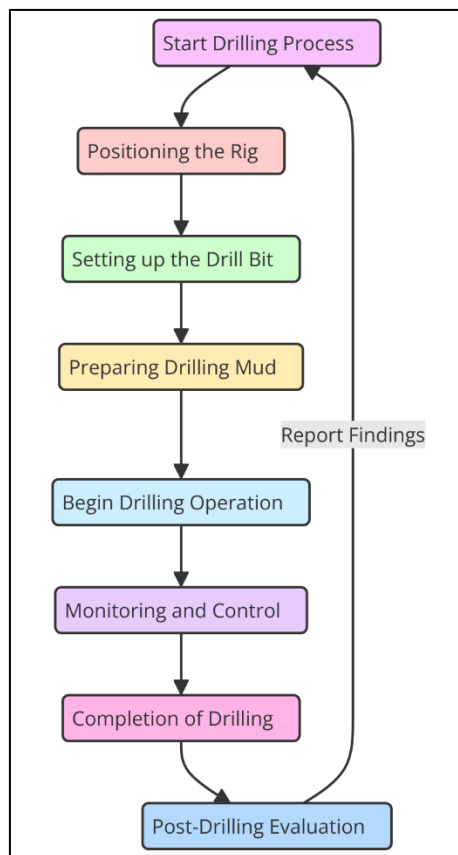 Start Drilling Process
Positioning the Rig
Setting up the Drill Bit
Preparing Drilling Mud
Report Findings
Begin Drilling Operation
Monitoring and Control
Completion of Drilling
Post-Drilling Evaluation